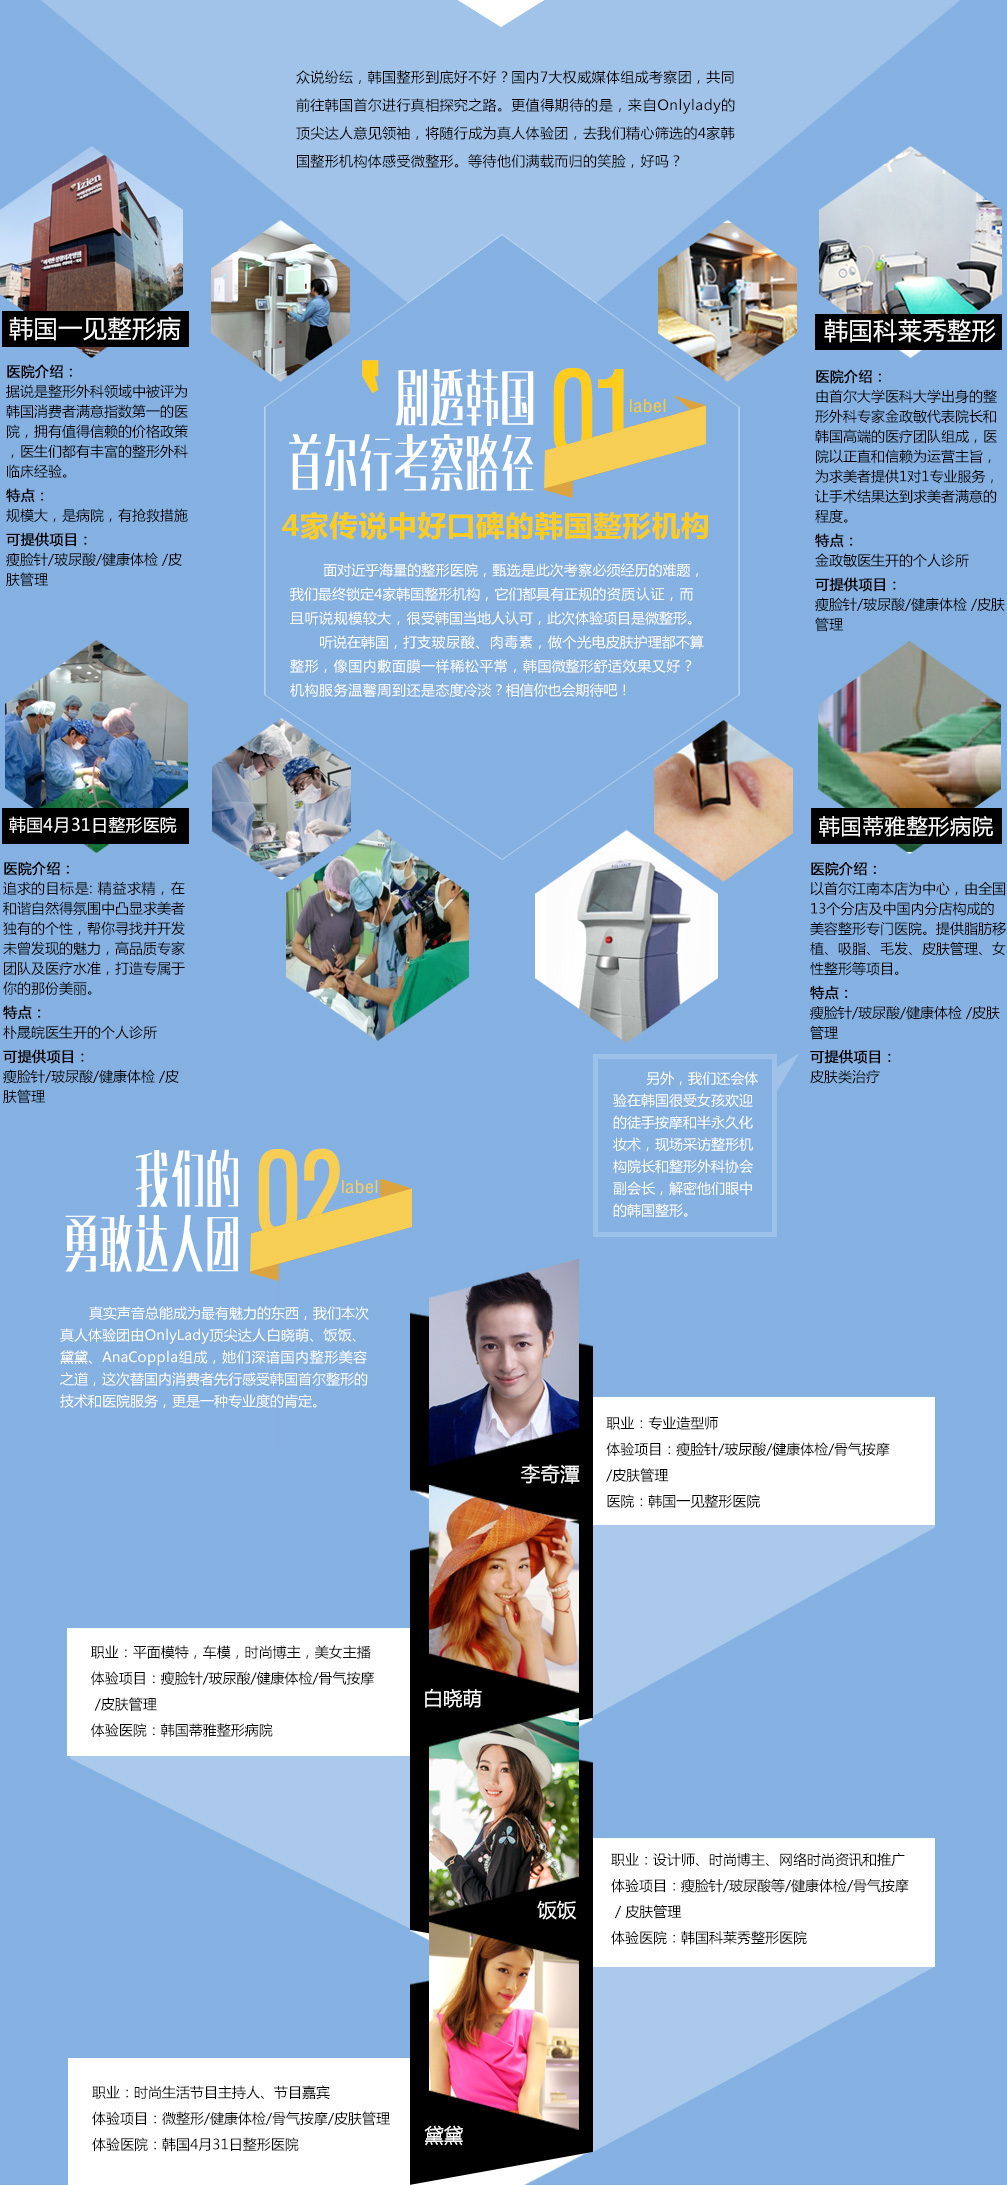 众说纷纭，韩国整形到底好不好？国内7大权威媒体组成考察团，共同
前往韩国首尔进行真相探究之路。更值得期待的是，来自Onlylady的
顶尖达人意见领袖，将随行成为真人体验团，去我们精心筛选的4家韩
国整形机构体感受微整形。等待他们满载而归的笑脸，好吗？
Izien
韩国一见整形病
医院介绍：
据说是整形外科领域中被评为
韩国消费者满意指数第一的医
院，拥有值得信赖的价格政策
，医生们都有丰富的整形外科
临床经验。
特点：
规模大，是病院，有抢救措施
可提供项目：
瘦脸针/玻尿酸/健康体检 /皮
肤管理
韩国科莱秀整形
医院介绍：
由首尔大学医科大学出身的整
形外科专家金政敏代表院长和
韩国高端的医疗团队组成，医
院以正直和信赖为运营主旨，
为求美者提供1对1专业服务，
让手术结果达到求美者满意的
程度。
特点：
金政敏医生开的个人诊所
可提供项目：
瘦脸针/玻尿酸/健康体检 /皮肤
管理
剧透韩国
首尔行考察路径
01
label
4家传说中好口碑的韩国整形机构
面对近乎海量的整形医院，甄选是此次考察必须经历的难题，
我们最终锁定4家韩国整形机构，它们都具有正规的资质认证，而
且听说规模较大，很受韩国当地人认可，此次体验项目是微整形。
听说在韩国，打支玻尿酸、肉毒素，做个光电皮肤护理都不算
整形，像国内敷面膜一样稀松平常，韩国微整形舒适效果又好？
机构服务温馨周到还是态度冷淡？相信你也会期待吧！
韩国4月31日整形医院
医院介绍：
追求的目标是: 精益求精，在
和谐自然得氛围中凸显求美者
独有的个性，帮你寻找并开发
未曾发现的魅力，高品质专家
团队及医疗水准，打造专属于
你的那份美丽。
特点：
朴晟皖医生开的个人诊所
可提供项目：
瘦脸针/玻尿酸/健康体检 /皮
肤管理
韩国蒂雅整形病院
医院介绍：
以首尔江南本店为中心，由全国
13个分店及中国内分店构成的
美容整形专门医院。提供脂肪移
植、吸脂、毛发、皮肤管理、女
性整形等项目。
特点：
瘦脸针/玻尿酸/健康体检 /皮肤
管理
可提供项目：
皮肤类治疗
另外，我们还会体
验在韩国很受女孩欢迎
的徒手按摩和半永久化
妆术，现场采访整形机
构院长和整形外科协会
副会长，解密他们眼中
的韩国整形。
我们的
勇敢达人团
02
label
真实声音总能成为最有魅力的东西，我们本次
真人体验团由OnlyLady顶尖达人白晓萌、饭饭、
黛黛、AnaCoppla组成，她们深谙国内整形美容
之道，这次替国内消费者先行感受韩国首尔整形的
技术和医院服务，更是一种专业度的肯定。
李奇潭
职业：专业造型师
体验项目：瘦脸针/玻尿酸/健康体检/骨气按摩
/皮肤管理
医院：韩国一见整形医院
白晓萌
职业：平面模特，车模，时尚博主，美女主播
体验项目：瘦脸针/玻尿酸/健康体检/骨气按摩
/皮肤管理
体验医院：韩国蒂雅整形病院
饭饭
职业：设计师、时尚博主、网络时尚资讯和推广
体验项目：瘦脸针/玻尿酸等/健康体检/骨气按摩
/ 皮肤管理
体验医院：韩国科莱秀整形医院
黛黛
职业：时尚生活节目主持人、节目嘉宾
体验项目：微整形/健康体检/骨气按摩/皮肤管理
体验医院：韩国4月31日整形医院